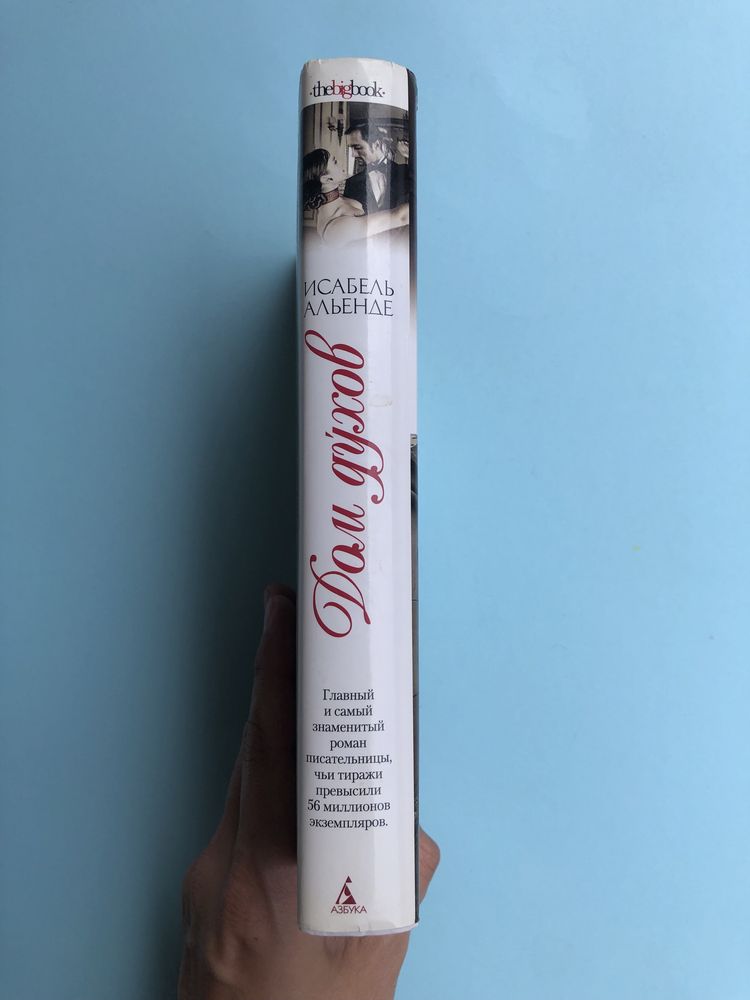 ·thebigbook·
ИСАБЕЛЬ
АЛЬЕНДЕ
Дом духов
Главный
и самый
знаменитый
роман
писательницы,
чьи тиражи
превысили
56 миллионов
экземпляров.
АЗБУКА